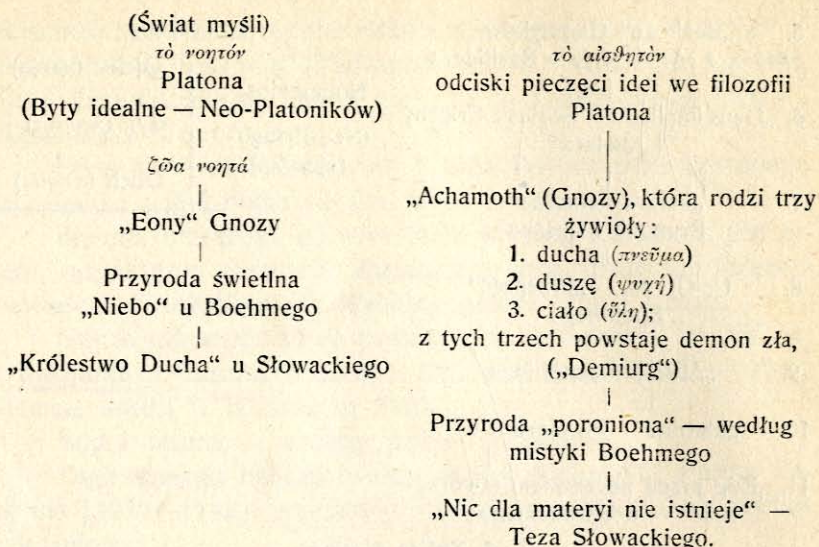 (Świat myśli)
τὸ νοητόν
Platona
(Byty idealne — Neo-Platoników)
ζῶα νοητά
„Eony“ Gnozy
Przyroda świetlna
„Niebo“ u Boehmego
„Królestwo Ducha“ u Słowackiego
τὸ αἰσθητὸν
odciski pieczęci idei we filozofii
Platona
„Achamoth“ (Gnozy), która rodzi trzy
żywioły:
1. ducha (πνεῦμα)
2. duszę (ψυχή)
3. ciało (ὕλη);
z tych trzech powstaje demon zła,
(„Demiurg“)
Przyroda „poroniona“ — według
mistyki Boehmego
„Nic dla materyi nie istnieje“ —
Teza Słowackiego.